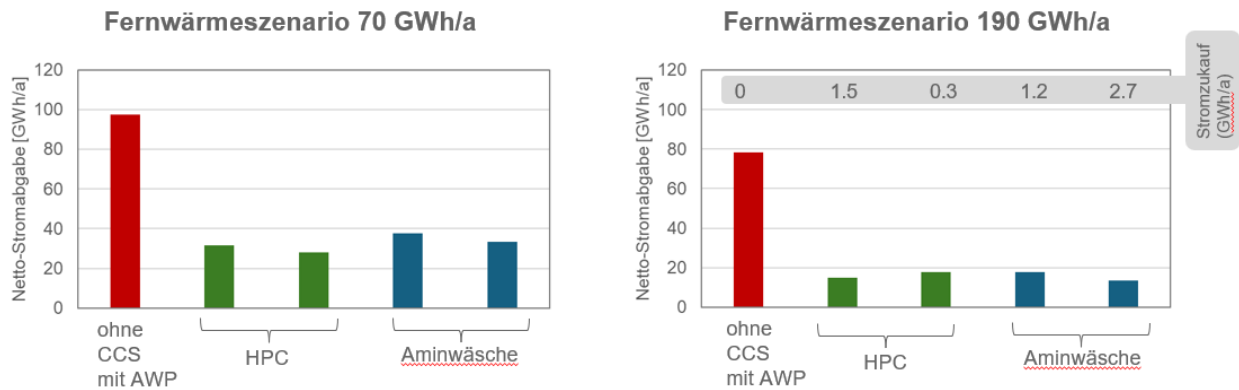 Fernwärmeszenario 70 GWh/a
Netto-Stromabgabe [GWh/a]
120
100
80
60
40
20
0
ohne
CCS
mit AWP
HPC
Aminwäsche
Fernwärmeszenario 190 GWh/a
Netto-Stromabgabe [GWh/a]
120
100
80
60
40
20
0
0 1.5 0.3 1.2 2.7
Stromzukauf
(GWh/a)
ohne
CCS
mit AWP
HPC
Aminwäsche